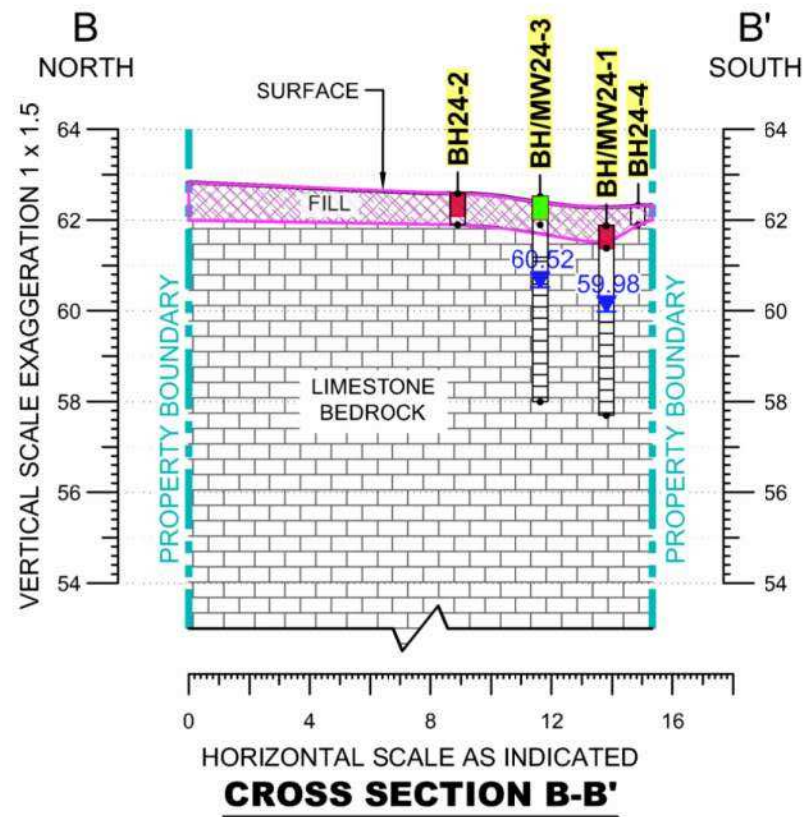 B
NORTH
B'
SOUTH
SURFACE
BH24-2
BH/MW24-3
BH/MW24-1
BH24-4
VERTICAL SCALE EXAGGERATION 1 x 1.5
64
62
60
58
56
54
PROPERTY BOUNDARY
FILL
60.52
59.98
LIMESTONE
BEDROCK
PROPERTY BOUNDARY
64
62
60
58
56
54
0 4 8 12 16
HORIZONTAL SCALE AS INDICATED
CROSS SECTION B-B'